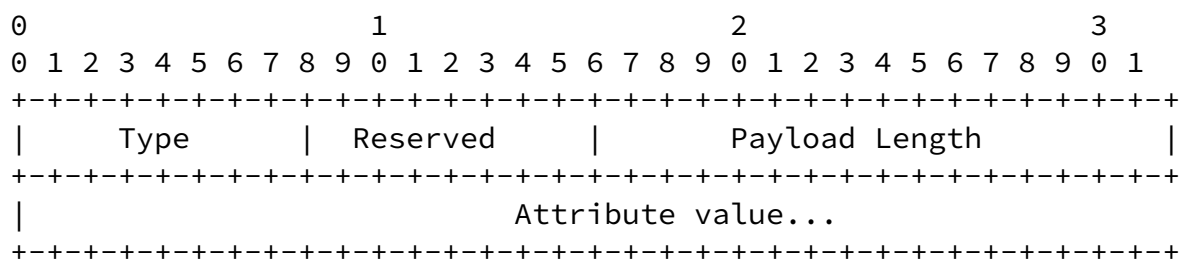 0                   1                   2                   3
0 1 2 3 4 5 6 7 8 9 0 1 2 3 4 5 6 7 8 9 0 1 2 3 4 5 6 7 8 9 0 1
+-+-+-+-+-+-+-+-+-+-+-+-+-+-+-+-+-+-+-+-+-+-+-+-+-+-+-+-+-+-+-+-+
|     Type      |  Reserved     |       Payload Length          |
+-+-+-+-+-+-+-+-+-+-+-+-+-+-+-+-+-+-+-+-+-+-+-+-+-+-+-+-+-+-+-+-+
|                           Attribute value...
+-+-+-+-+-+-+-+-+-+-+-+-+-+-+-+-+-+-+-+-+-+-+-+-+-+-+-+-+-+-+-+-+